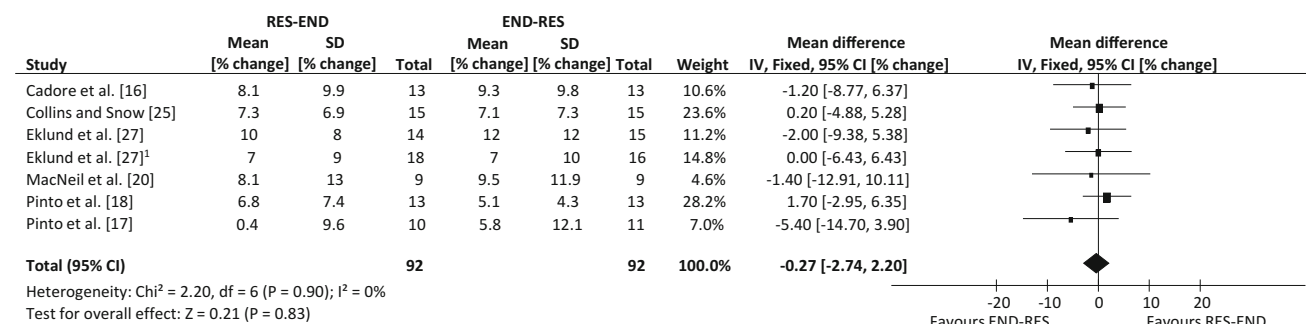 RES-END END-RES
Mean SD Mean SD Mean difference Mean difference
Study [% change] [% change] Total [% change] [% change] Total Weight IV, Fixed, 95% CI [% change] IV, Fixed, 95% CI [% change]
Cadore et al. [16] 8.1 9.9 13 9.3 9.8 13 10.6% -1.20 [-8.77, 6.37]
Collins and Snow [25] 7.3 6.9 15 7.1 7.3 15 23.6% 0.20 [-4.88, 5.28]
Eklund et al. [27] 10 8 14 12 12 15 11.2% -2.00 [-9.38, 5.38]
Eklund et al. [27]¹ 7 9 18 7 10 16 14.8% 0.00 [-6.43, 6.43]
MacNeil et al. [20] 8.1 13 9 9.5 11.9 9 4.6% -1.40 [-12.91, 10.11]
Pinto et al. [18] 6.8 7.4 13 5.1 4.3 13 28.2% 1.70 [-2.95, 6.35]
Pinto et al. [17] 0.4 9.6 10 5.8 12.1 11 7.0% -5.40 [-14.70, 3.90]
Total (95% CI) 92 92 100.0% -0.27 [-2.74, 2.20]
Heterogeneity: Chi² = 2.20, df = 6 (P = 0.90); I² = 0%
Test for overall effect: Z = 0.21 (P = 0.83)
-20 -10 0 10 20
Favours END-RES Favours RES-END